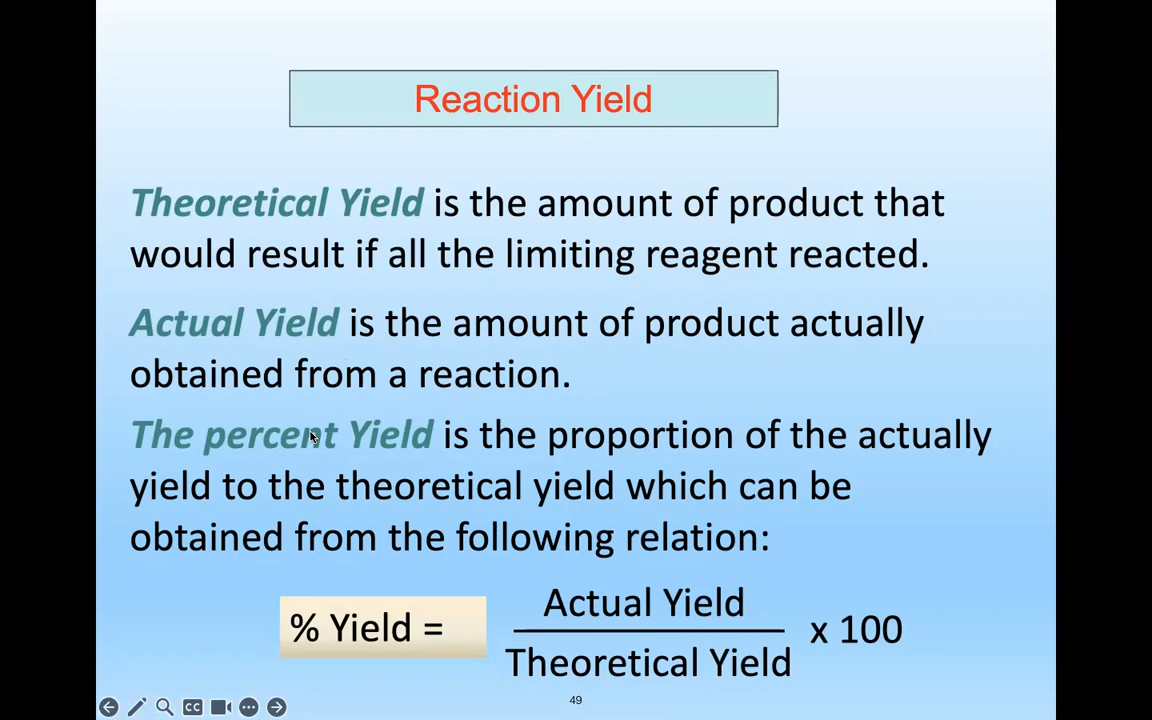 Reaction Yield
Theoretical Yield is the amount of product that
would result if all the limiting reagent reacted.
Actual Yield is the amount of product actually
obtained from a reaction.
The percent Yield is the proportion of the actually
yield to the theoretical yield which can be
obtained from the following relation:
Actual Yield
% Yield = x 100
Theoretical Yield
49
CC